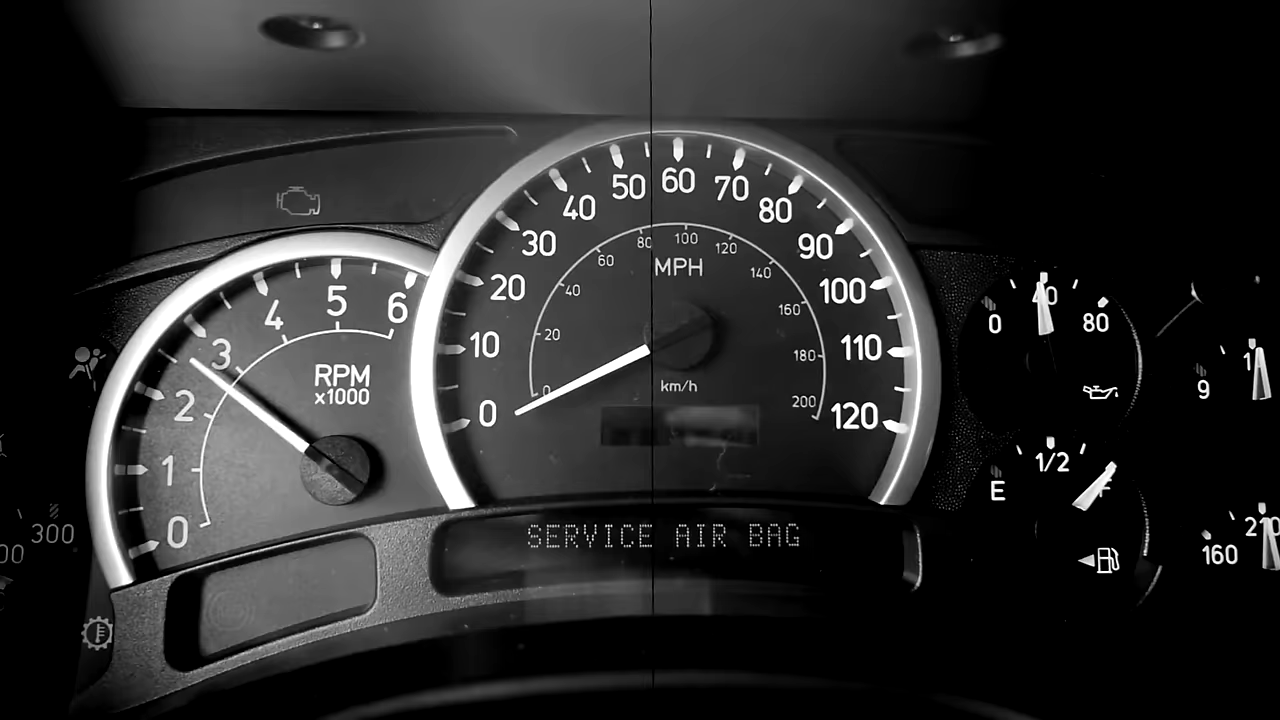 0 1 2 3 4 5 6
RPM
x1000
0 10 20 30 40 50 60 70 80 90 100 110 120
MPH
0 20 40 60 80 100 120 140 160 180 200
km/h
SERVICE AIR BAG
0 40 80
E 1/2 F
9
160 210
300